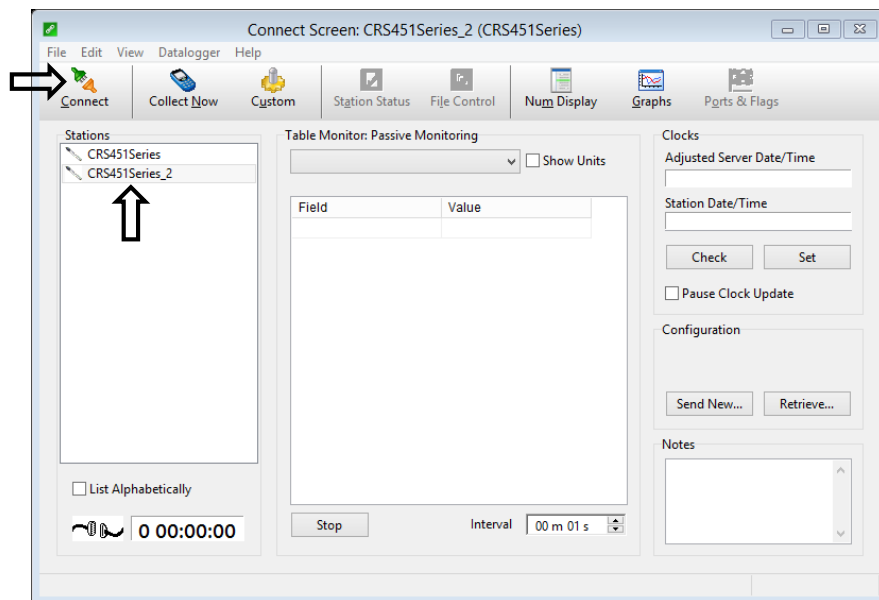 Connect Screen: CRS451Series_2 (CRS451Series)
File Edit View Datalogger Help
Connect Collect Now Custom Station Status File Control Num Display Graphs Ports & Flags
Stations
CRS451Series
CRS451Series_2
List Alphabetically
0 00:00:00
Table Monitor: Passive Monitoring
Show Units
Field Value
Stop Interval 00 m 01 s
Clocks
Adjusted Server Date/Time
Station Date/Time
Check Set
Pause Clock Update
Configuration
Send New... Retrieve...
Notes